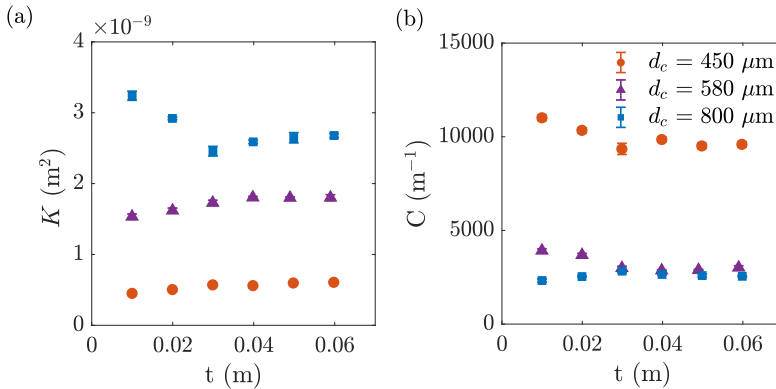 (a)
×10⁻⁹
4
3
2
1
0
K (m²)
0 0.02 0.04 0.06
t (m)
(b)
15000
10000
5000
0
C (m⁻¹)
d_c = 450 μm
d_c = 580 μm
d_c = 800 μm
0 0.02 0.04 0.06
t (m)